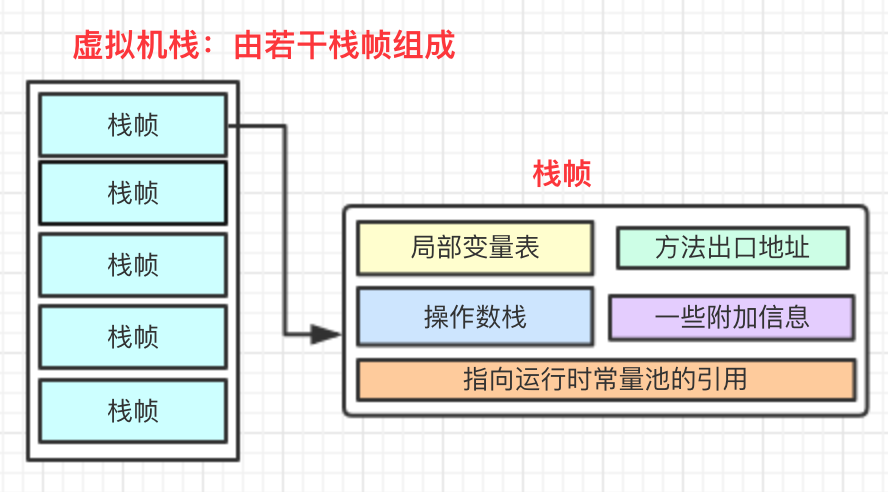 虚拟机栈：由若干栈帧组成
栈帧
栈帧
栈帧
栈帧
栈帧
栈帧
局部变量表
方法出口地址
操作数栈
一些附加信息
指向运行时常量池的引用